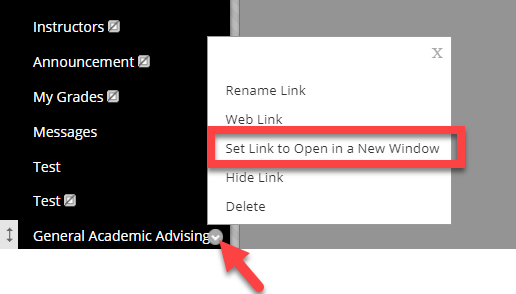 Instructors
Announcement
My Grades
Messages
Test
Test
General Academic Advising
X
Rename Link
Web Link
Set Link to Open in a New Window
Hide Link
Delete